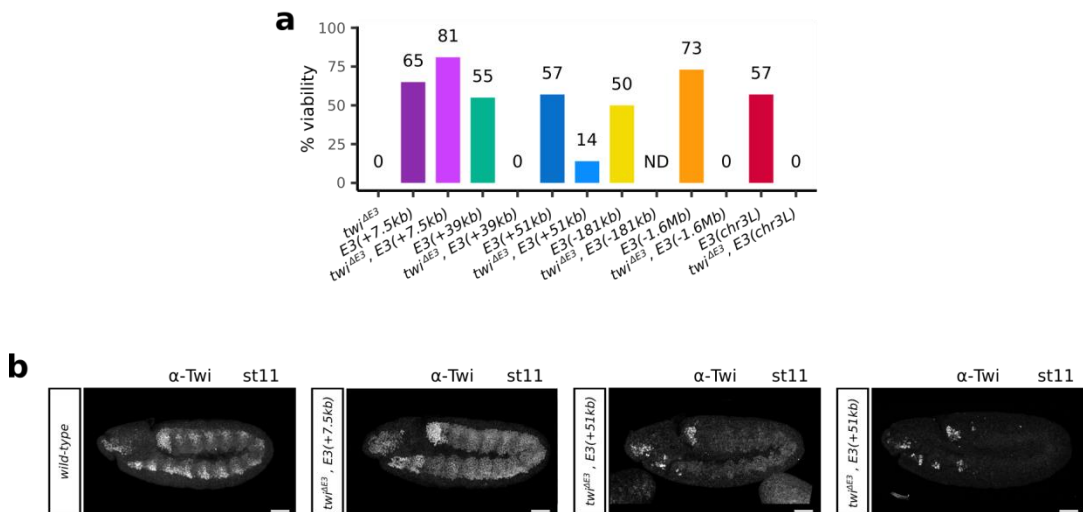 a
% viability
100
75
50
25
0
0
65
81
55
0
57
14
50
ND
73
0
57
0
twi^ΔE3
E3(+7.5kb)
twi^ΔE3 , E3(+7.5kb)
E3(+39kb)
twi^ΔE3 , E3(+39kb)
E3(+51kb)
twi^ΔE3 , E3(+51kb)
E3(-181kb)
twi^ΔE3 , E3(-181kb)
E3(-1.6Mb)
twi^ΔE3 , E3(-1.6Mb)
E3(chr3L)
twi^ΔE3 , E3(chr3L)
b
wild-type
α-Twi st11
twi^ΔE3 , E3(+7.5kb)
α-Twi st11
twi^ΔE3 , E3(+51kb)
α-Twi st11
twi^ΔE3 , E3(+51kb)
α-Twi st11